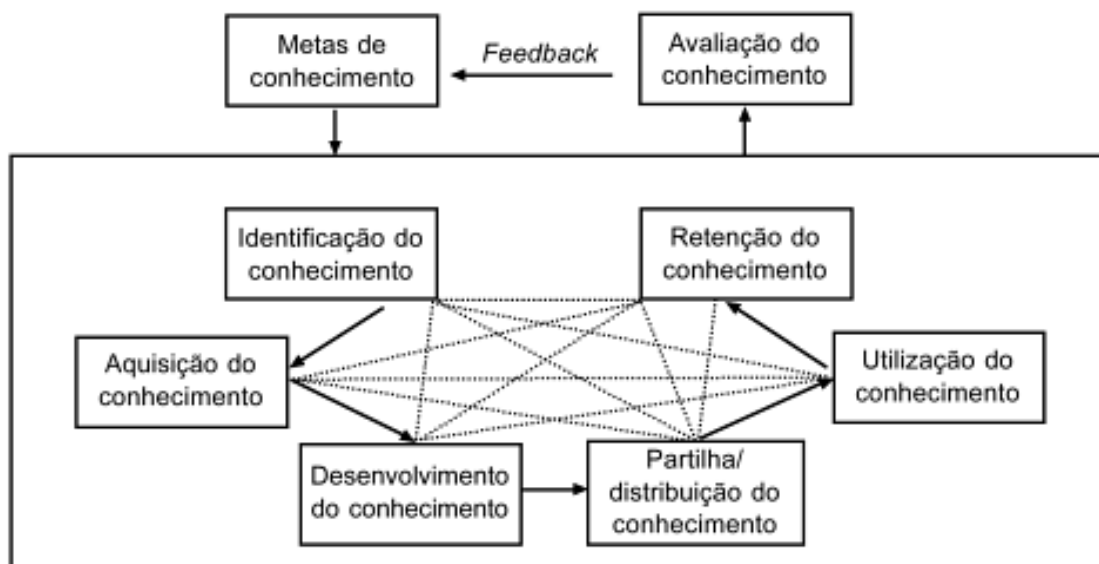 Metas de
conhecimento
Feedback
Avaliação do
conhecimento
Identificação do
conhecimento
Retenção do
conhecimento
Aquisição do
conhecimento
Utilização do
conhecimento
Desenvolvimento
do conhecimento
Partilha/
distribuição do
conhecimento